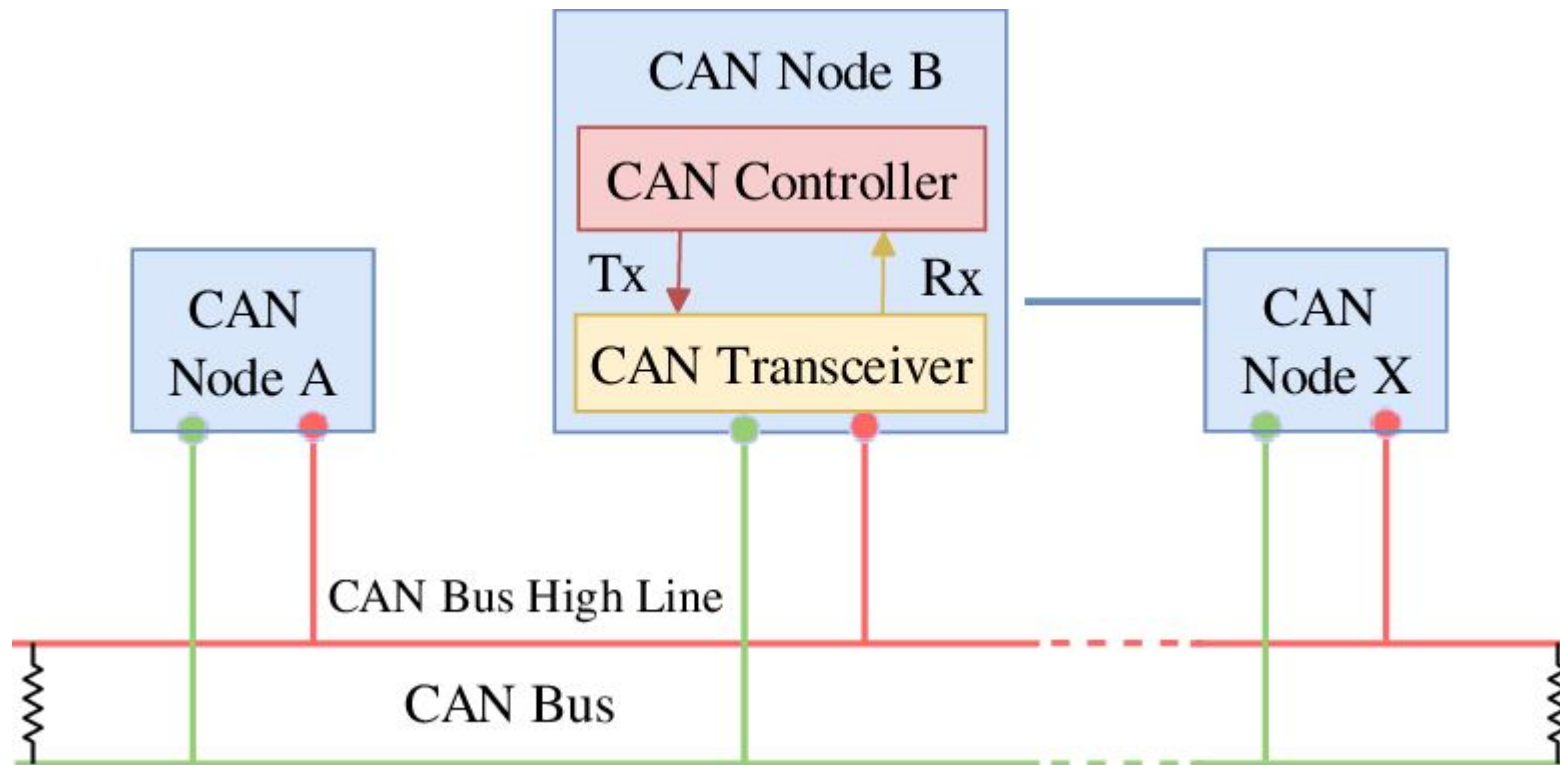 CAN Node B
CAN Controller
Tx
Rx
CAN Transceiver
CAN
Node A
CAN
Node X
CAN Bus High Line
CAN Bus